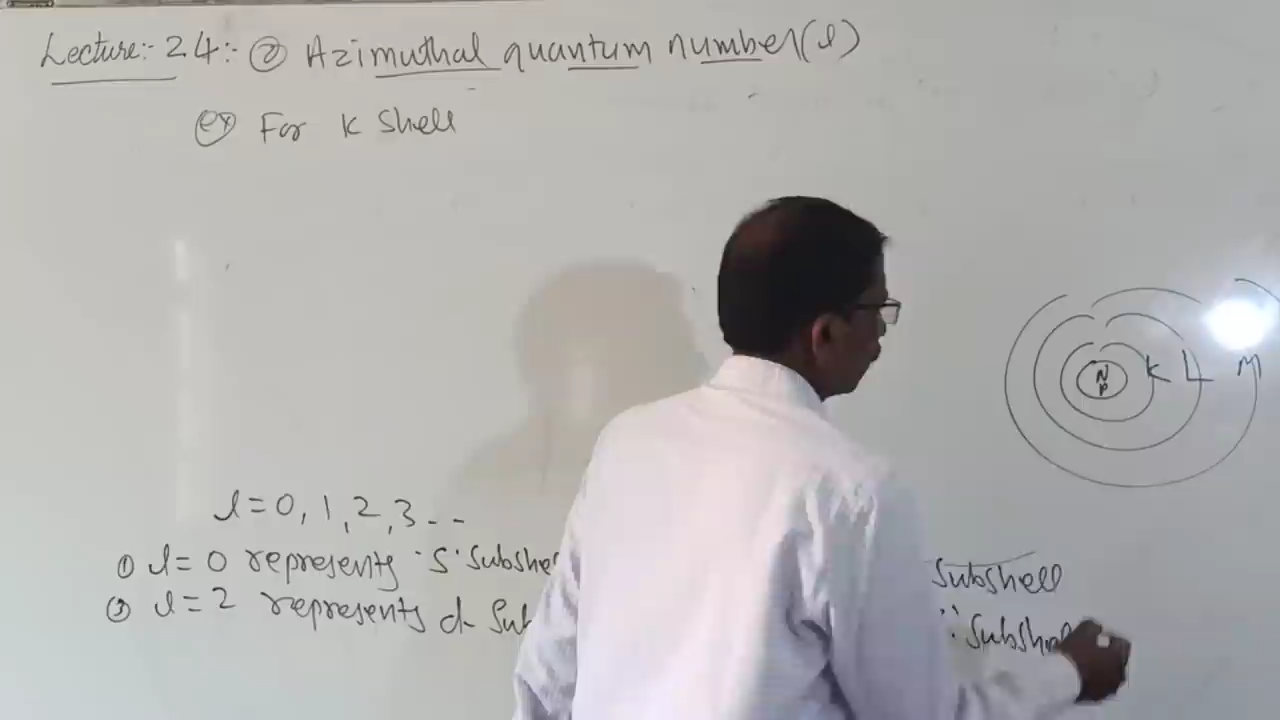 Lecture:- 24:- ② Azimuthal quantum number(l)
ex For K Shell
N
P
K L M
l=0,1,2,3--
① l=0 represents 's' Subshe
Subshell
③ l=2 represents d- Sub
Subshell